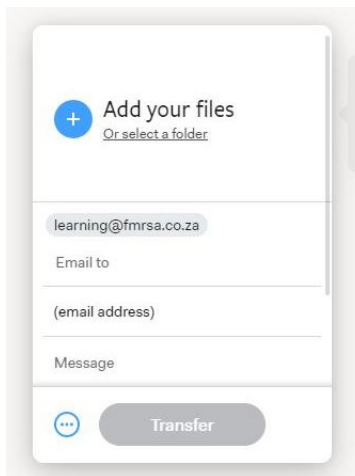 Add your files
Or select a folder
learning@fmrsa.co.za
Email to
(email address)
Message
Transfer